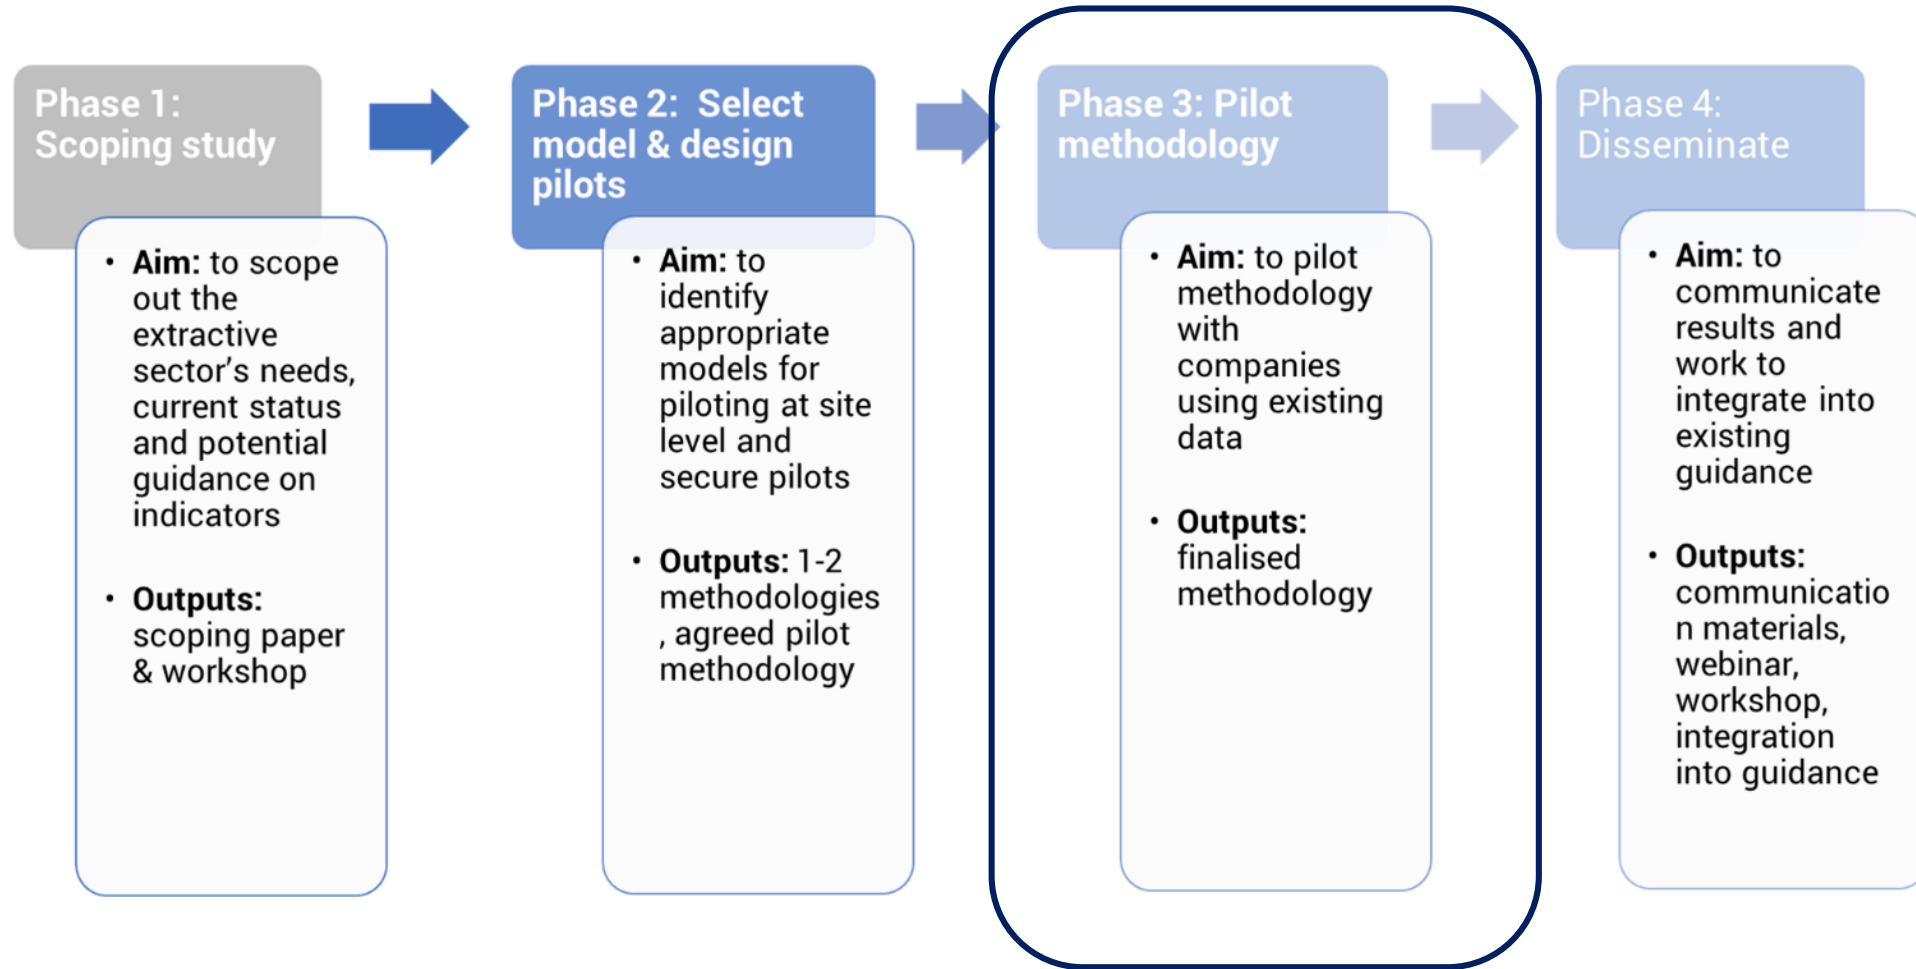 Phase 1:
Scoping study
• Aim: to scope
out the
extractive
sector’s needs,
current status
and potential
guidance on
indicators
• Outputs:
scoping paper
& workshop
Phase 2: Select
model & design
pilots
• Aim: to
identify
appropriate
models for
piloting at site
level and
secure pilots
• Outputs: 1-2
methodologies
, agreed pilot
methodology
Phase 3: Pilot
methodology
• Aim: to pilot
methodology
with
companies
using existing
data
• Outputs:
finalised
methodology
Phase 4:
Disseminate
• Aim: to
communicate
results and
work to
integrate into
existing
guidance
• Outputs:
communicatio
n materials,
webinar,
workshop,
integration
into guidance